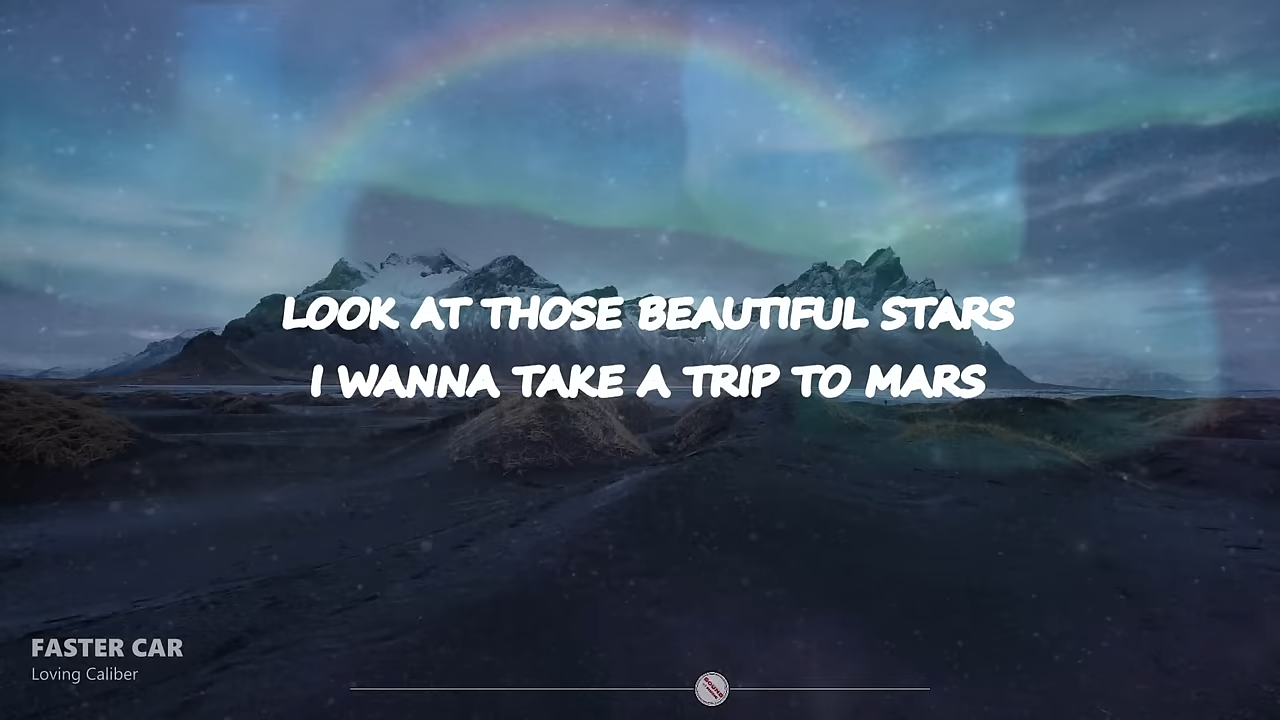 LOOK AT THOSE BEAUTIFUL STARS
I WANNA TAKE A TRIP TO MARS
FASTER CAR
Loving Caliber